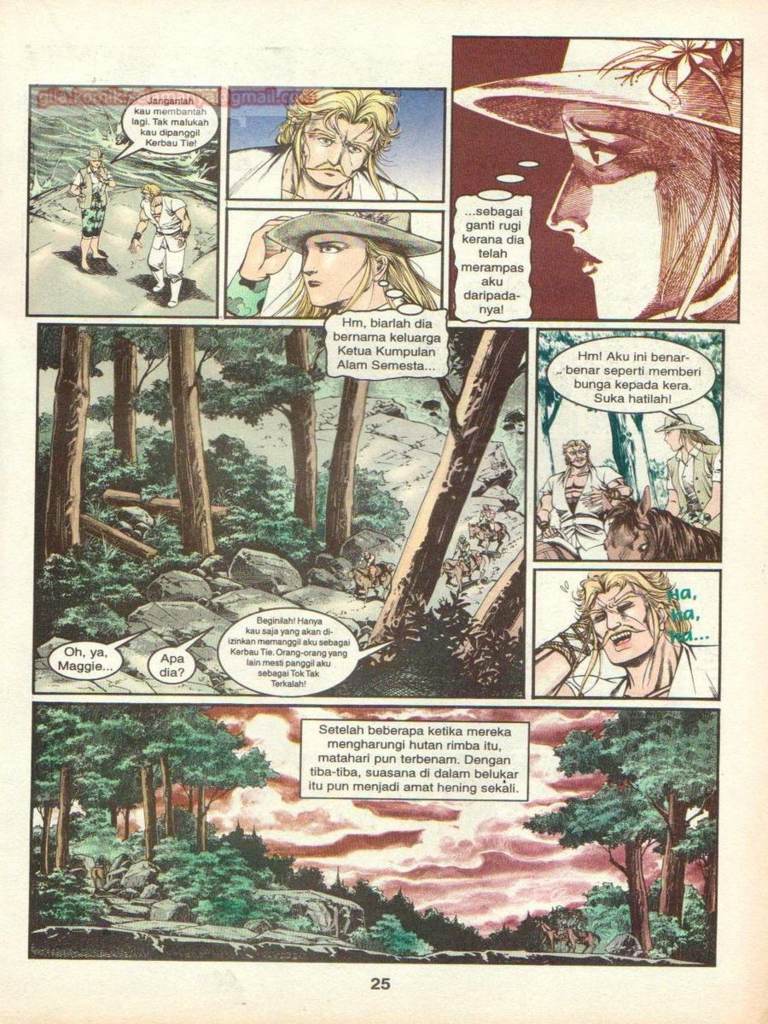 gila.komik
@gmail.com
Janganlah
kau membantah
lagi. Tak malukah
kau dipanggil
Kerbau Tie!
Hm, biarlah dia
bernama keluarga
Ketua Kumpulan
Alam Semesta...
...sebagai
ganti rugi
kerana dia
telah
merampas
aku
daripada-
nya!
Oh, ya,
Maggie...
Apa
dia?
Beginilah! Hanya
kau saja yang akan di-
izinkan memanggil aku sebagai
Kerbau Tie. Orang-orang yang
lain mesti panggil aku
sebagai Tok Tak
Terkalah!
Hm! Aku ini benar-
benar seperti memberi
bunga kepada kera.
Suka hatilah!
Ha,
ha,
ha...
Setelah beberapa ketika mereka
mengharungi hutan rimba itu,
matahari pun terbenam. Dengan
tiba-tiba, suasana di dalam belukar
itu pun menjadi amat hening sekali.
25